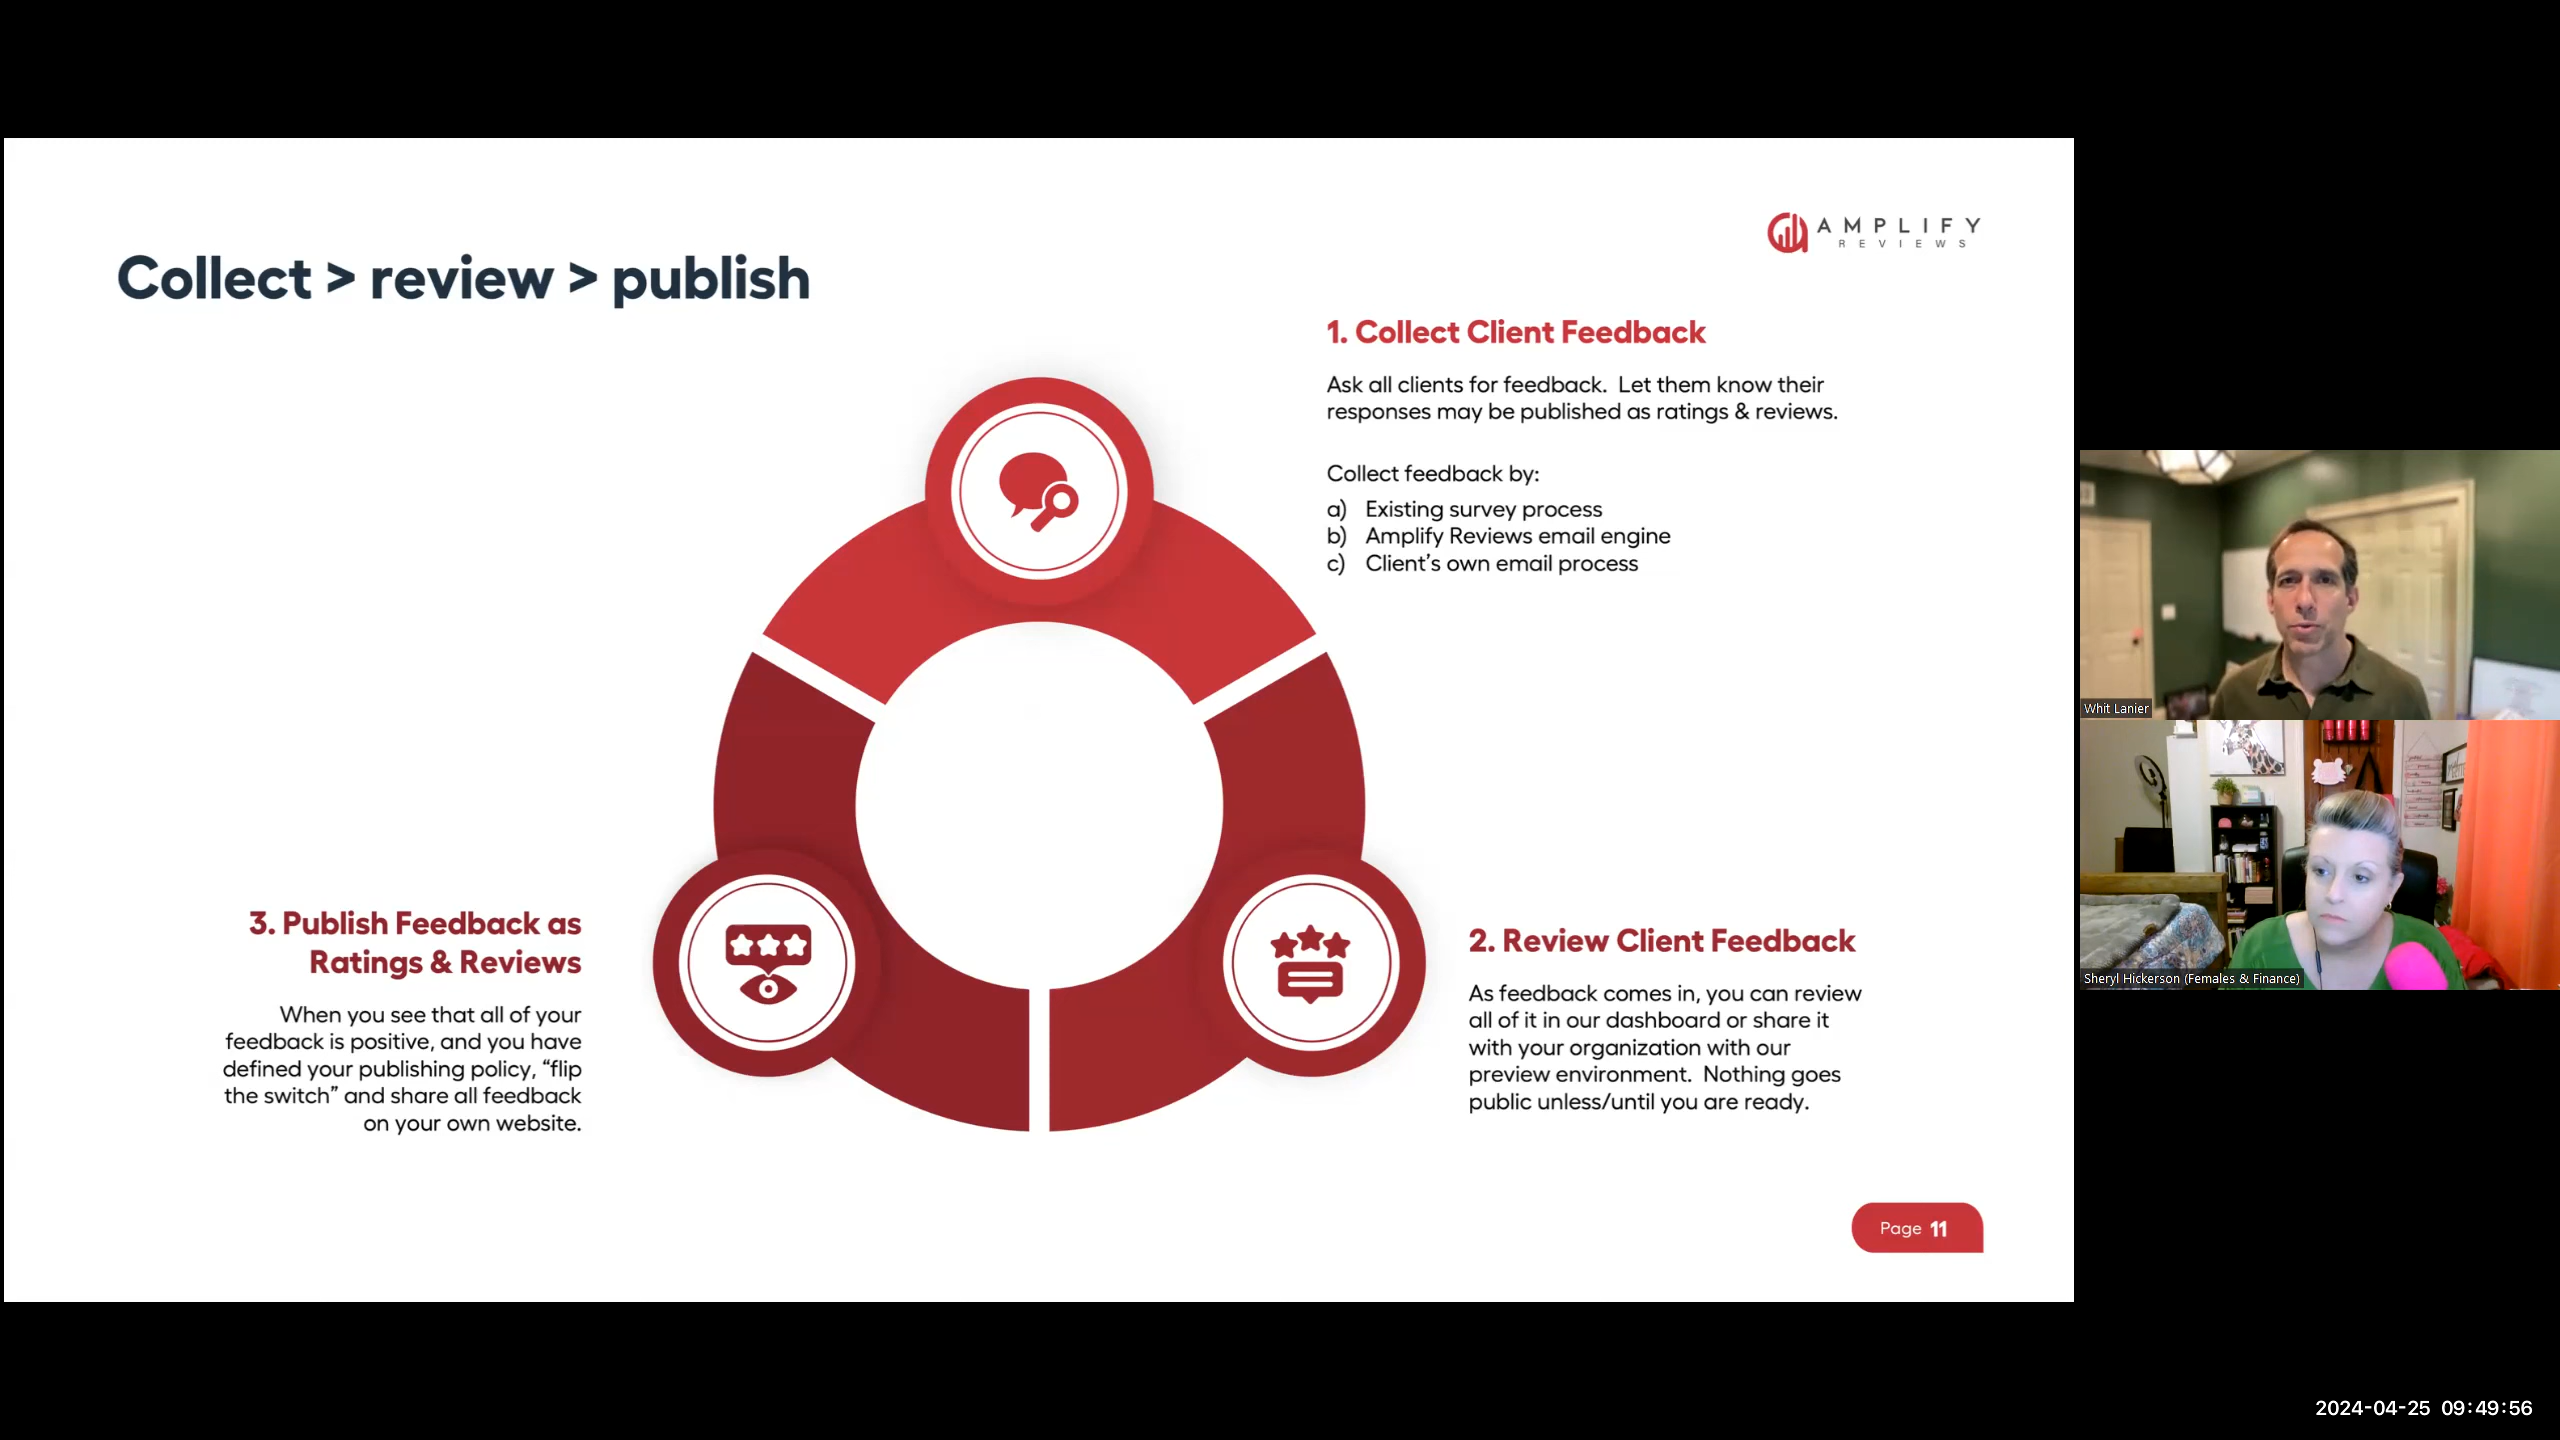 AMPLIFY
REVIEWS
Collect > review > publish
1. Collect Client Feedback
Ask all clients for feedback.  Let them know their
responses may be published as ratings & reviews.
Collect feedback by:
a)   Existing survey process
b)   Amplify Reviews email engine
c)   Client’s own email process
2. Review Client Feedback
As feedback comes in, you can review
all of it in our dashboard or share it
with your organization with our
preview environment.  Nothing goes
public unless/until you are ready.
3. Publish Feedback as
Ratings & Reviews
When you see that all of your
feedback is positive, and you have
defined your publishing policy, “flip
the switch” and share all feedback
on your own website.
Page 11
Whit Lanier
Sheryl Hickerson (Females & Finance)
2024-04-25 09:49:56